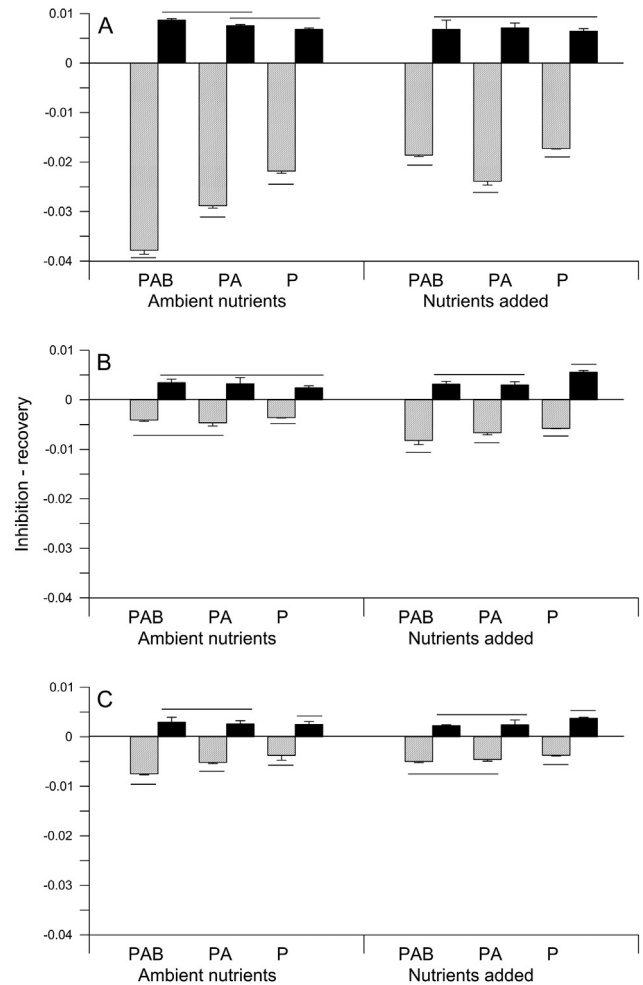 A
0.01
0
-0.01
-0.02
-0.03
-0.04
PAB PA P PAB PA P
Ambient nutrients Nutrients added
B
0.01
0
-0.01
-0.02
-0.03
-0.04
PAB PA P PAB PA P
Ambient nutrients Nutrients added
Inhibition - recovery
C
0.01
0
-0.01
-0.02
-0.03
-0.04
PAB PA P PAB PA P
Ambient nutrients Nutrients added